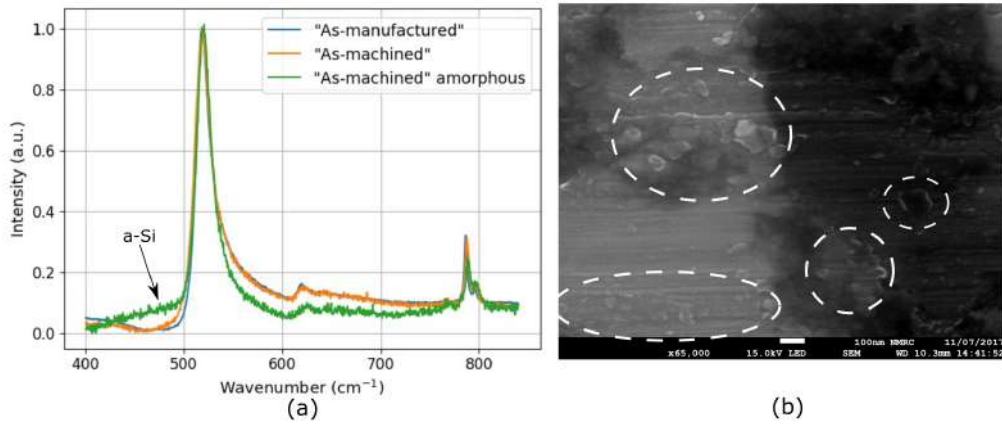 "As-manufactured"
"As-machined"
"As-machined" amorphous
a-Si
Intensity (a.u.)
1.0
0.8
0.6
0.4
0.2
0.0
400
500
600
700
800
Wavenumber (cm⁻¹)
(a)
100nm NMRC 11/07/2017
x65,000 15.0kV LED SEM WD 10.3mm 14:41:52
(b)